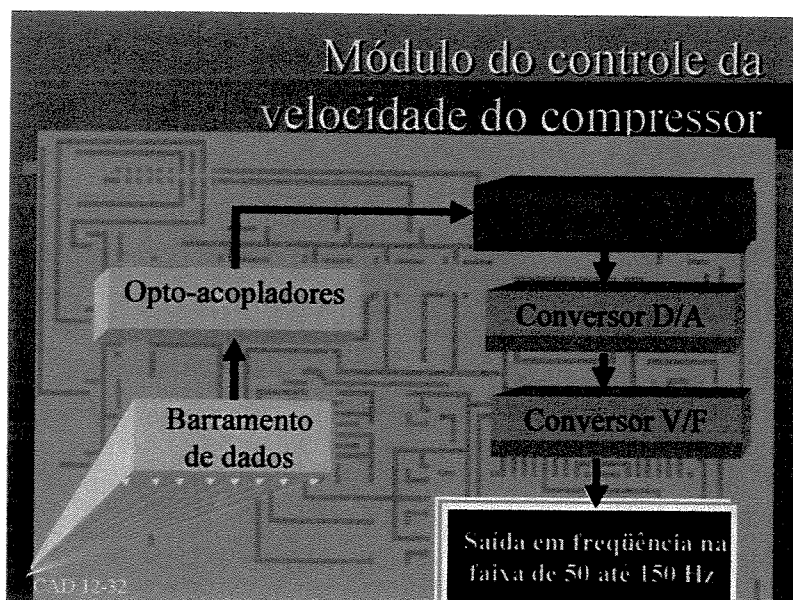 Módulo do controle da
velocidade do compressor
Opto-acopladores
Conversor D/A
Barramento
de dados
Conversor V/F
Saída em freqüência na
faixa de 50 até 150 Hz
CAD 12-32